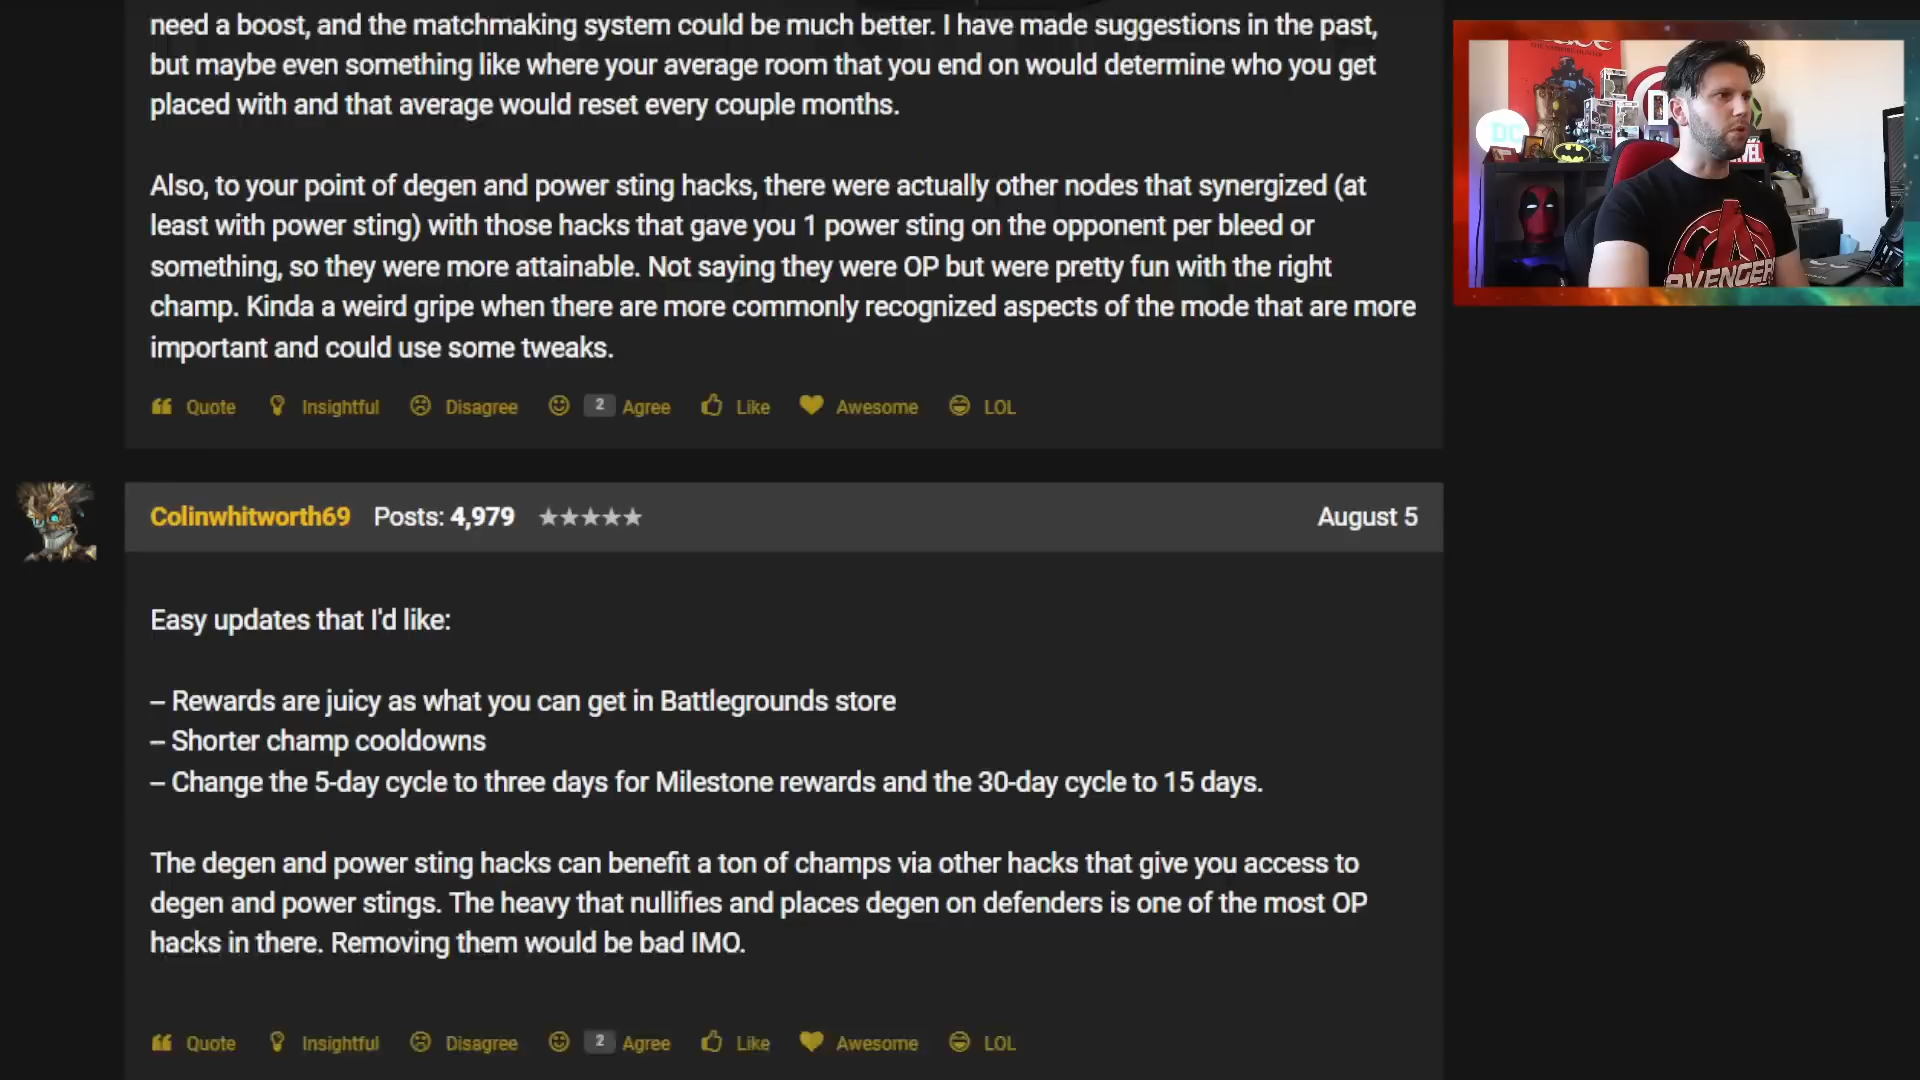 need a boost, and the matchmaking system could be much better. I have made suggestions in the past,
but maybe even something like where your average room that you end on would determine who you get
placed with and that average would reset every couple months.
Also, to your point of degen and power sting hacks, there were actually other nodes that synergized (at
least with power sting) with those hacks that gave you 1 power sting on the opponent per bleed or
something, so they were more attainable. Not saying they were OP but were pretty fun with the right
champ. Kinda a weird gripe when there are more commonly recognized aspects of the mode that are more
important and could use some tweaks.
Quote Insightful Disagree 2 Agree Like Awesome LOL
Colinwhitworth69 Posts: 4,979 ★★★★★ August 5
Easy updates that I'd like:
– Rewards are juicy as what you can get in Battlegrounds store
– Shorter champ cooldowns
– Change the 5-day cycle to three days for Milestone rewards and the 30-day cycle to 15 days.
The degen and power sting hacks can benefit a ton of champs via other hacks that give you access to
degen and power stings. The heavy that nullifies and places degen on defenders is one of the most OP
hacks in there. Removing them would be bad IMO.
Quote Insightful Disagree 2 Agree Like Awesome LOL
DC